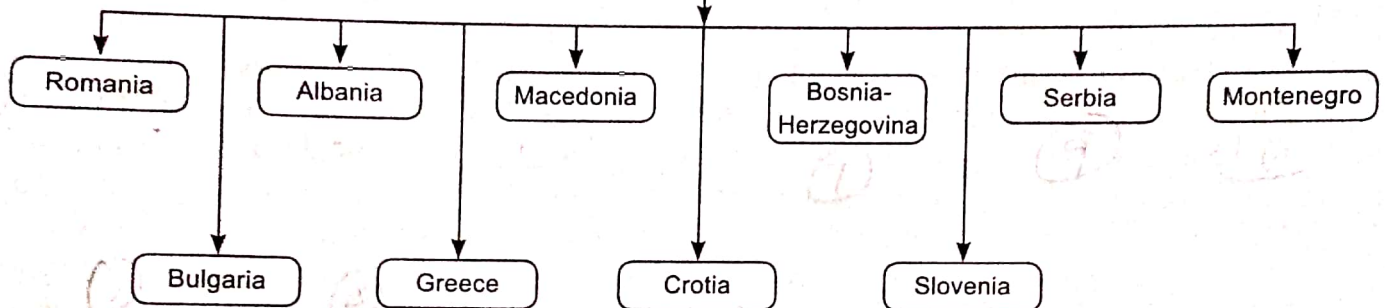 Romania
Albania
Macedonia
Bosnia-
Herzegovina
Serbia
Montenegro
Bulgaria
Greece
Crotia
Slovenia